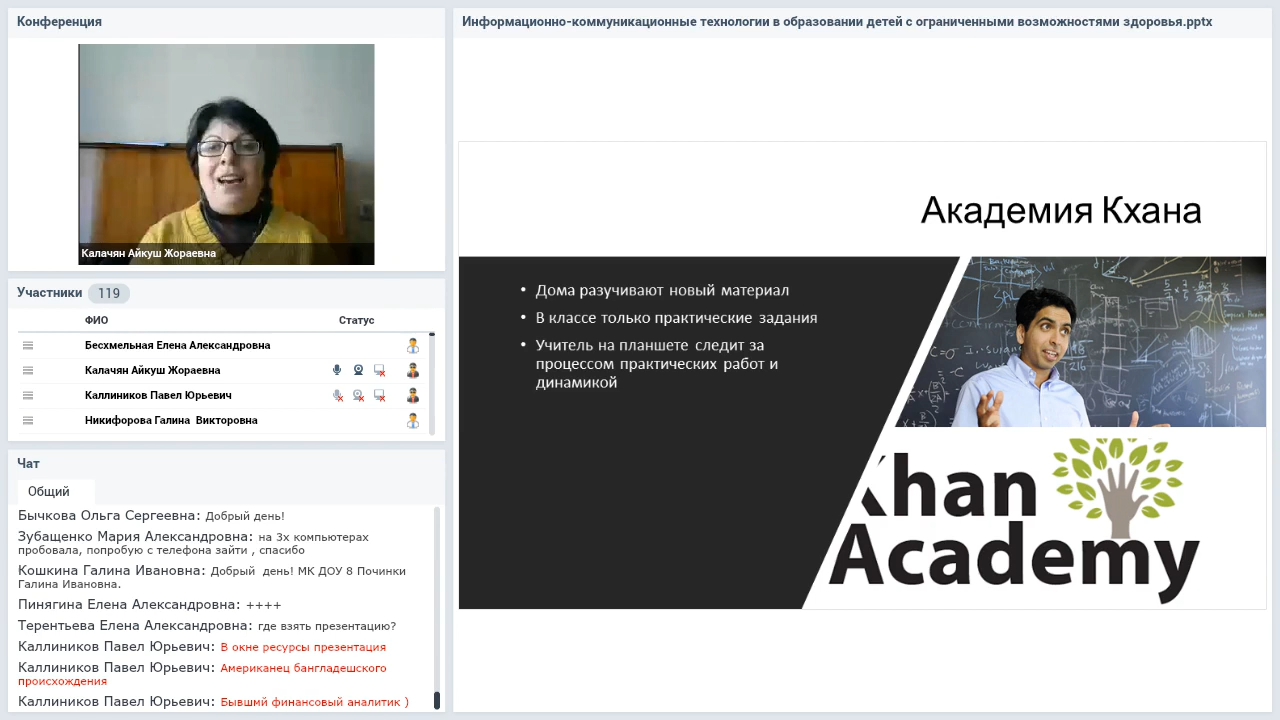 Конференция
Калачян Айкуш Жораевна
Участники 119
ФИО Статус
Бесхмельная Елена Александровна
Калачян Айкуш Жораевна
Каллиников Павел Юрьевич
Никифорова Галина Викторовна
Чат
Общий
Бычкова Ольга Сергеевна: Добрый день!
Зубащенко Мария Александровна: на 3х компьютерах
пробовала, попробую с телефона зайти , спасибо
Кошкина Галина Ивановна: Добрый день! МК ДОУ 8 Починки
Галина Ивановна.
Пинягина Елена Александровна: ++++
Терентьева Елена Александровна: где взять презентацию?
Каллиников Павел Юрьевич: В окне ресурсы презентация
Каллиников Павел Юрьевич: Американец бангладешского
происхождения
Каллиников Павел Юрьевич: Бывшмй финансовый аналитик )
Информационно-коммуникационные технологии в образовании детей с ограниченными возможностями здоровья.pptx
Академия Кхана
• Дома разучивают новый материал
• В классе только практические задания
• Учитель на планшете следит за
процессом практических работ и
динамикой
Khan
Academy